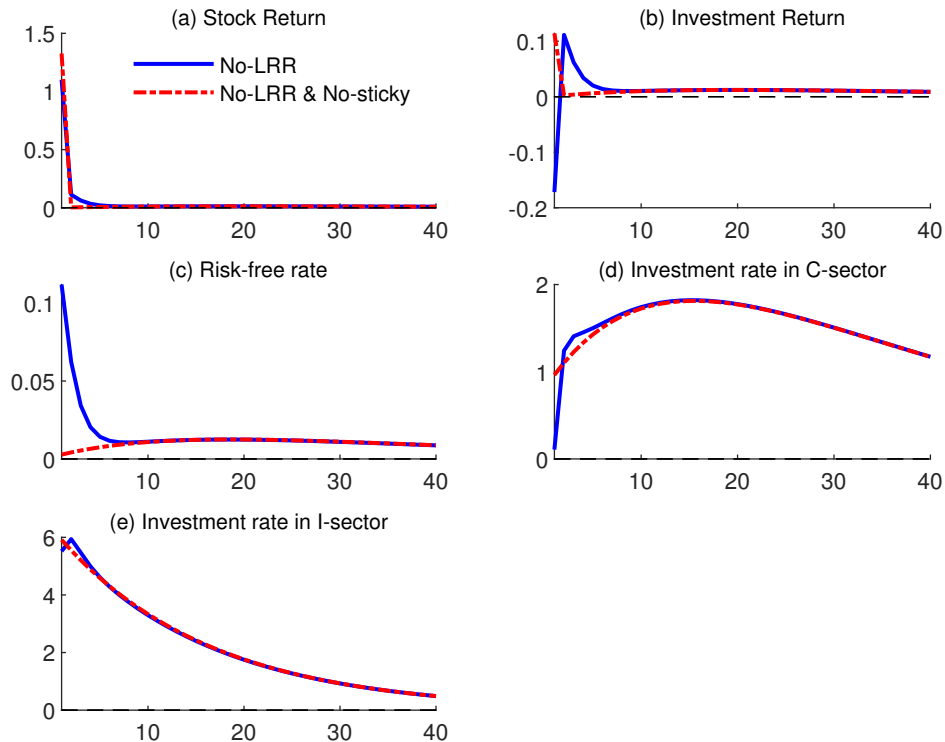 (a) Stock Return
1.5
1
0.5
0
10 20 30 40
No-LRR
No-LRR & No-sticky
(b) Investment Return
0.1
0
-0.1
-0.2
10 20 30 40
(c) Risk-free rate
0.1
0.05
0
10 20 30 40
(d) Investment rate in C-sector
2
1
0
10 20 30 40
(e) Investment rate in I-sector
6
4
2
0
10 20 30 40